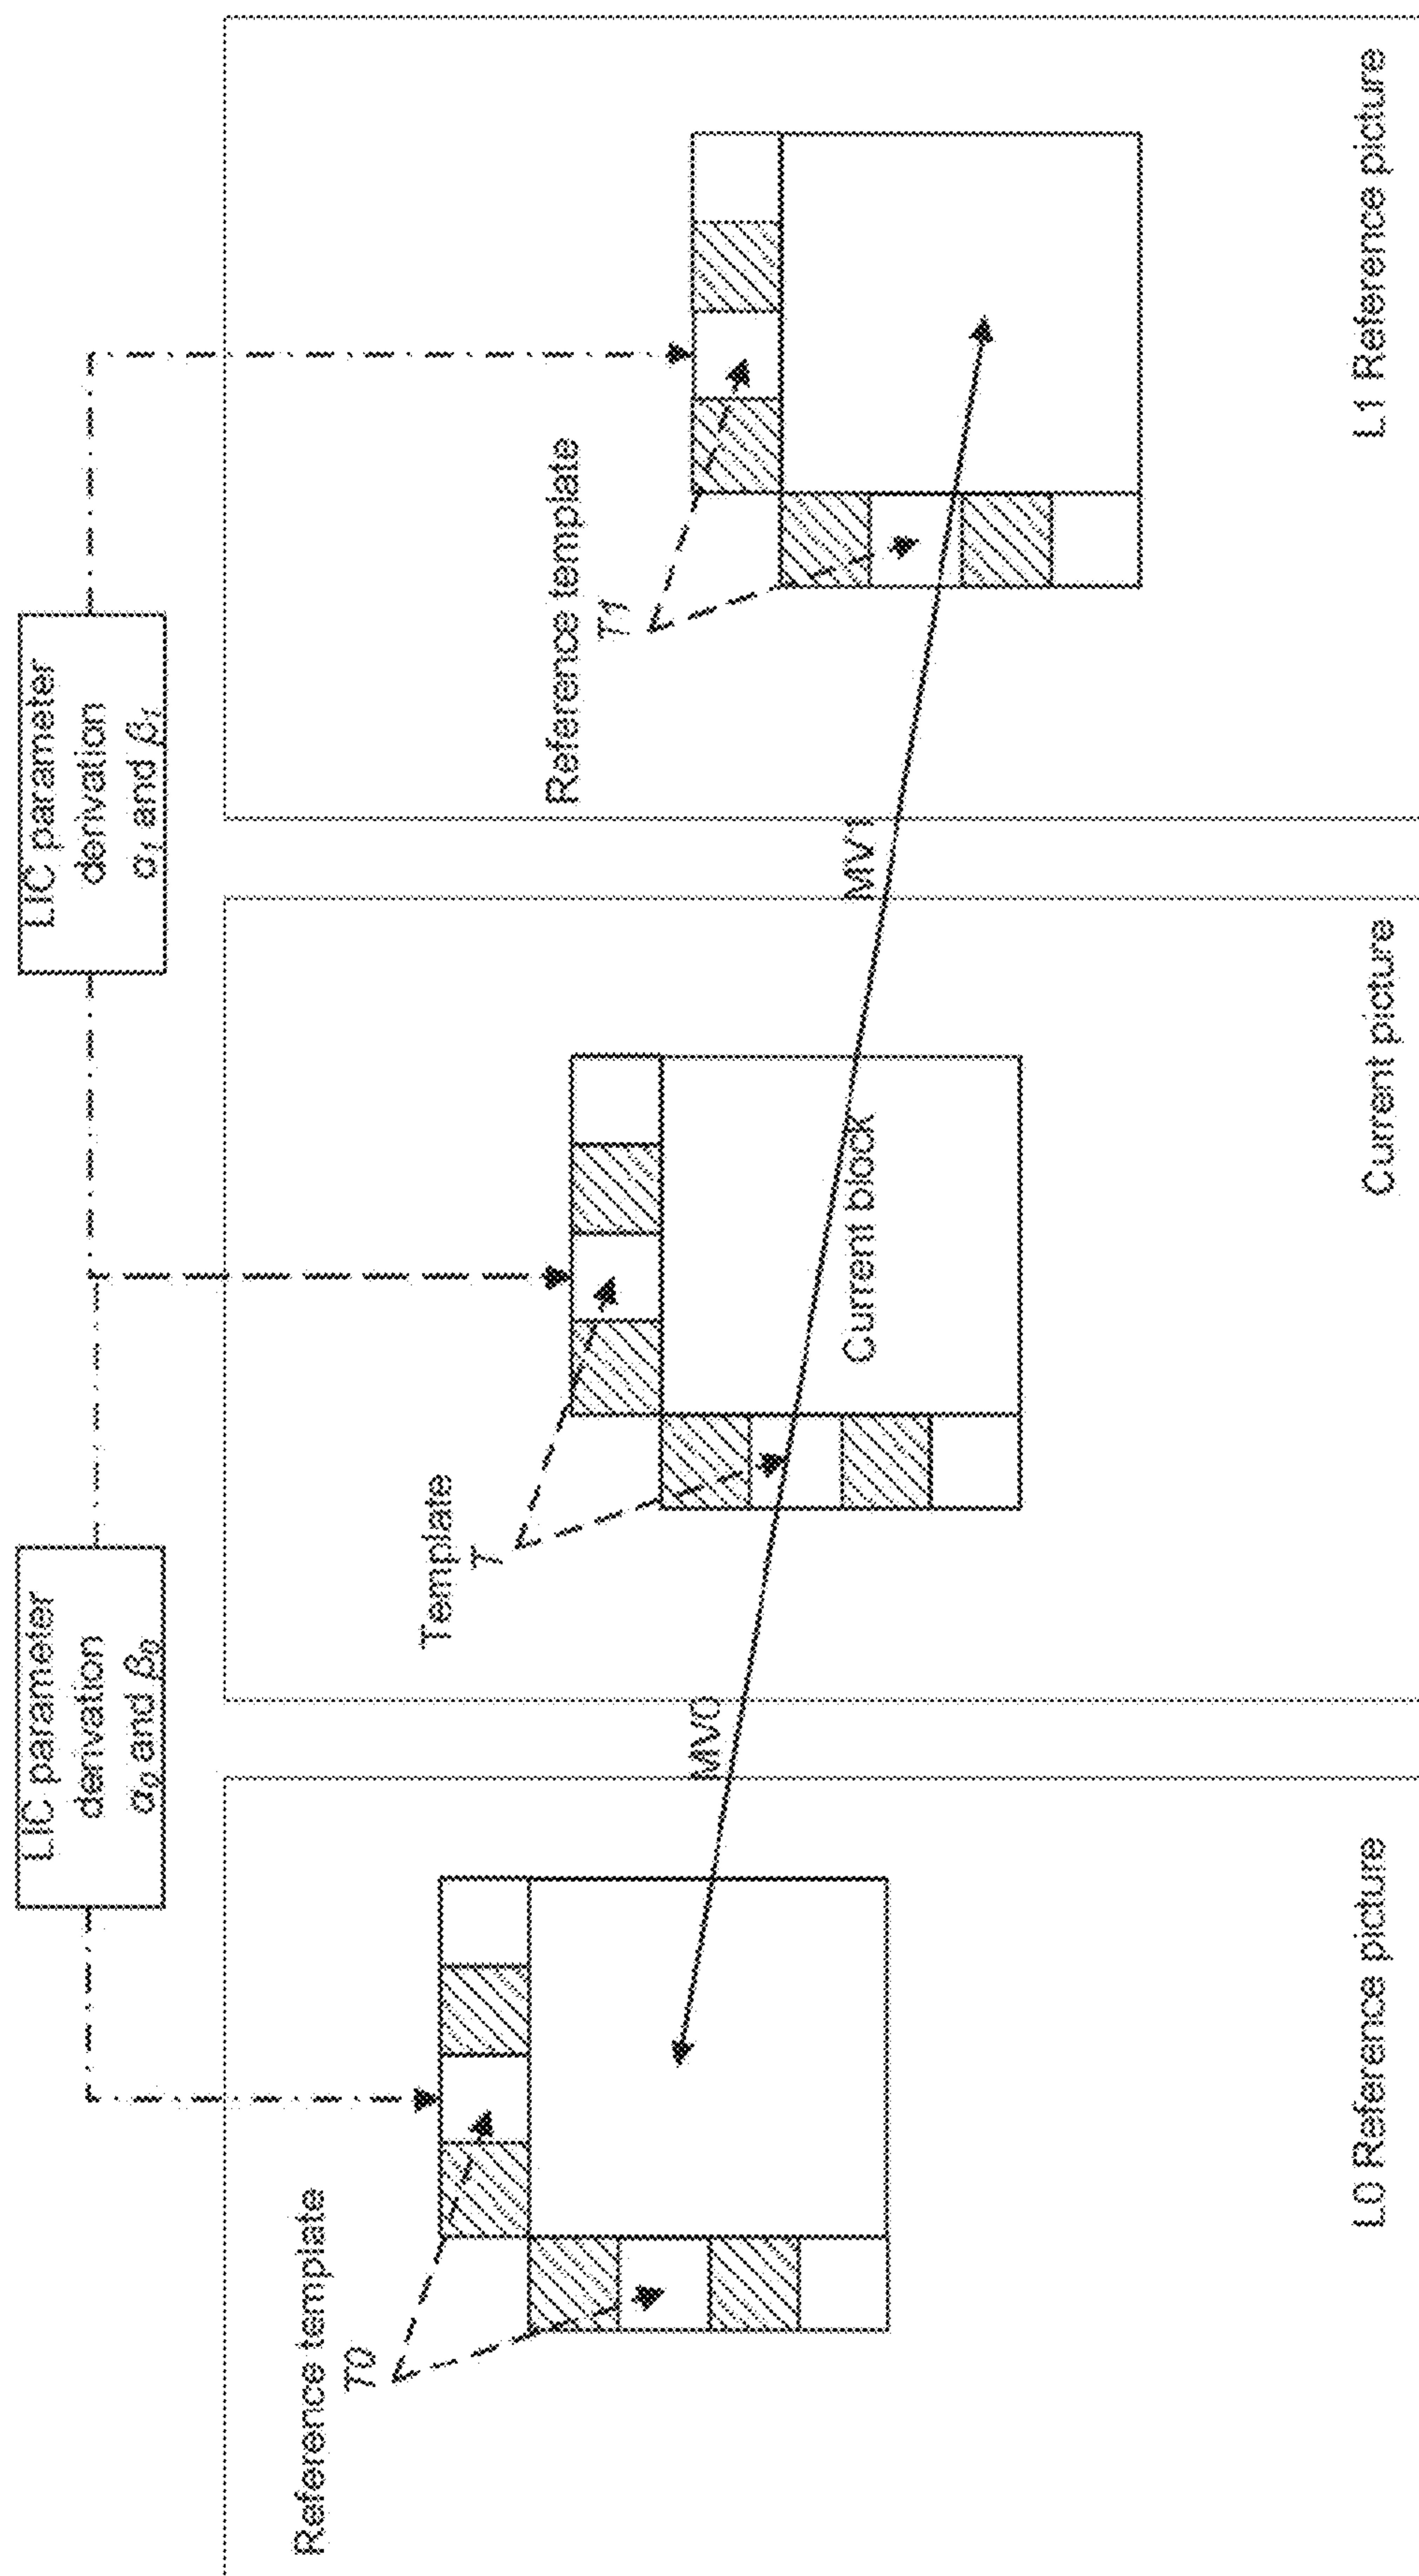 LIC parameter
derivation
α₀ and β₀
LIC parameter
derivation
α₁ and β₁
Reference template
T0
Template
T
Reference template
T1
MV0
Current block
MV1
L0 Reference picture
Current picture
L1 Reference picture